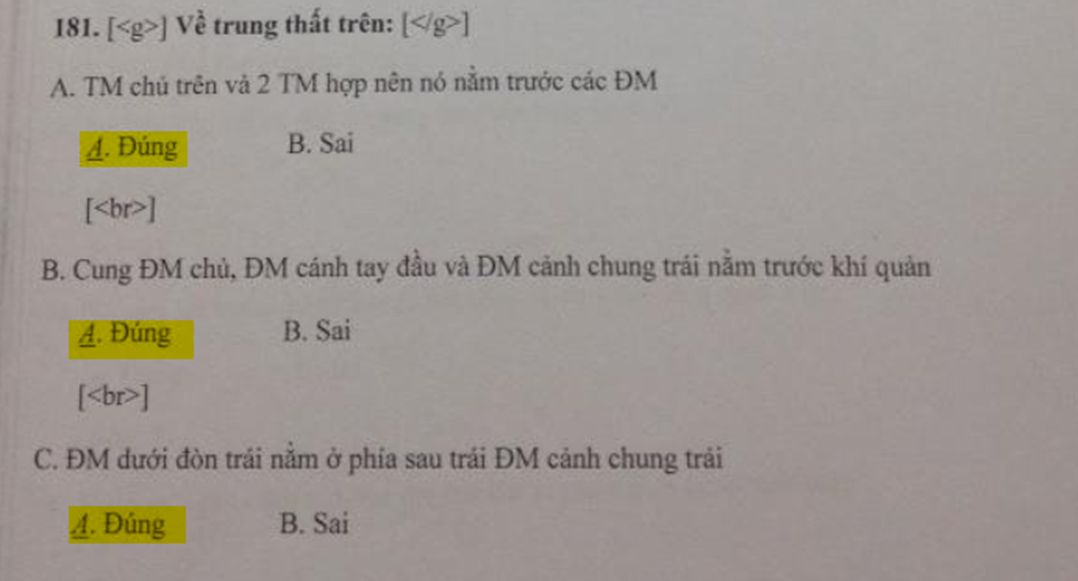 181. [<g>] Về trung thất trên: [</g>]
A. TM chủ trên và 2 TM hợp nên nó nằm trước các ĐM
A. Đúng B. Sai
[<br>]
B. Cung ĐM chủ, ĐM cánh tay đầu và ĐM cảnh chung trái nằm trước khí quản
A. Đúng B. Sai
[<br>]
C. ĐM dưới đòn trái nằm ở phía sau trái ĐM cảnh chung trái
A. Đúng B. Sai